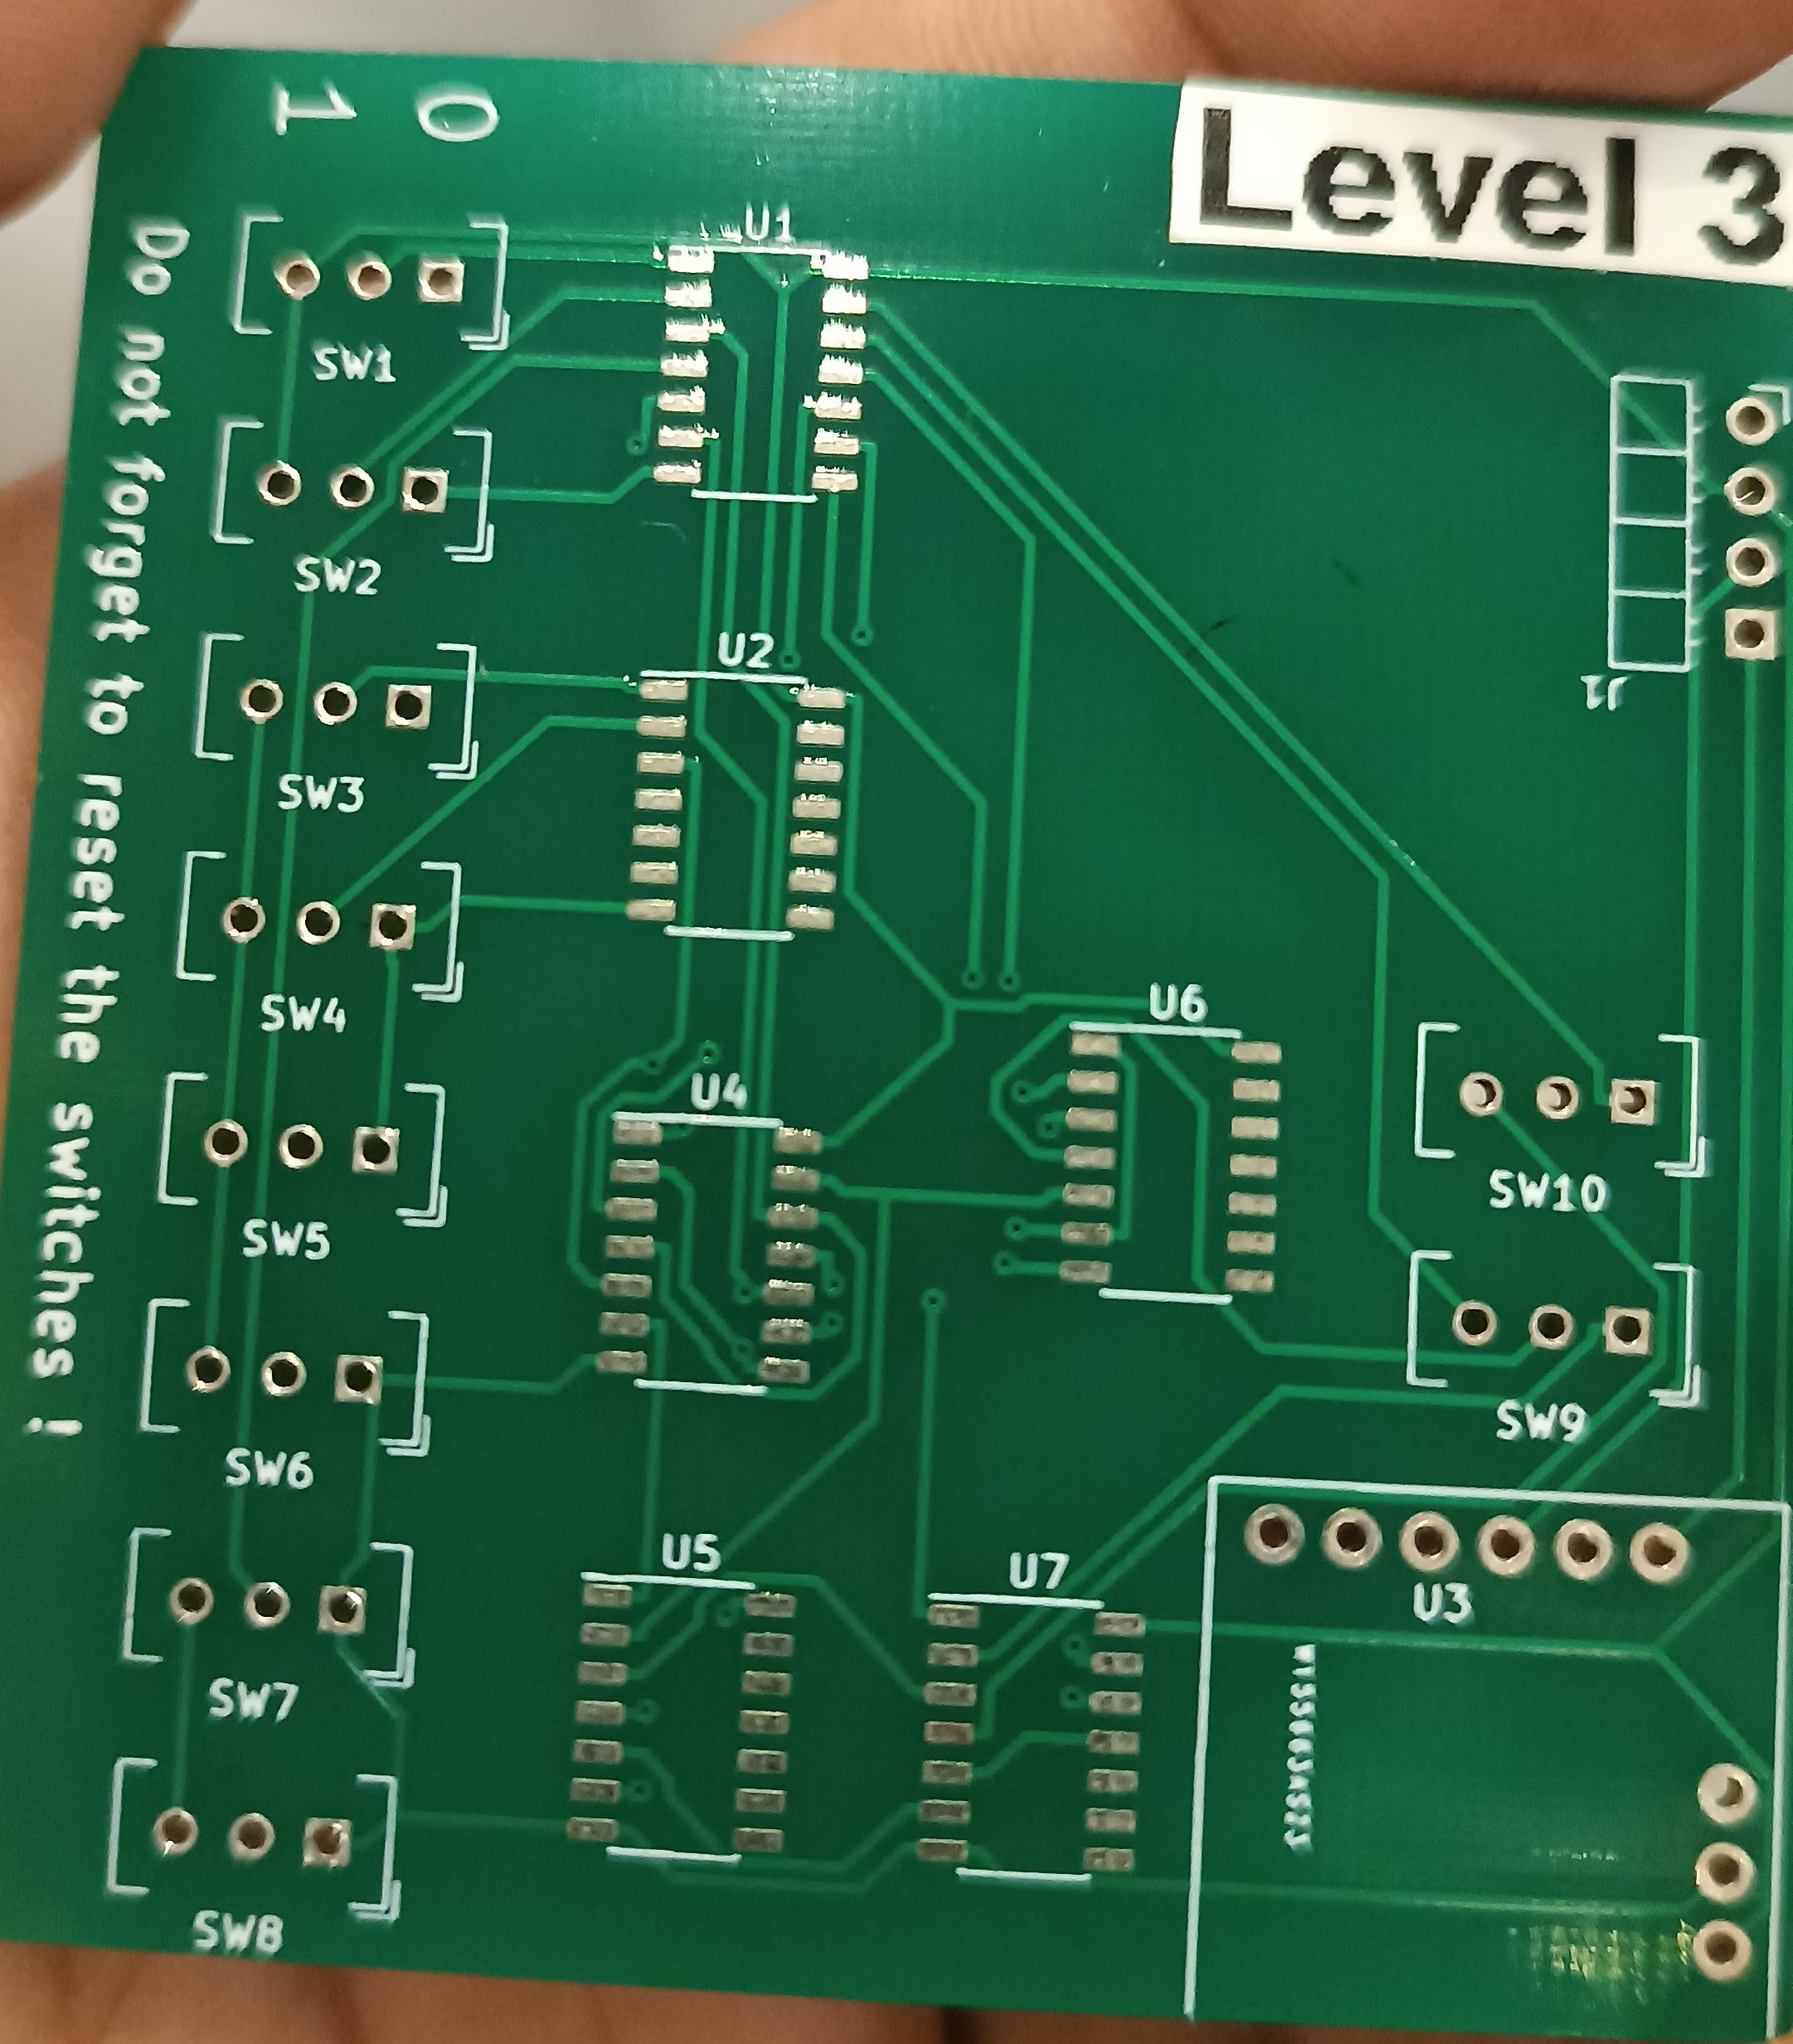 1 0
Level 3
Do not forget to reset the switches !
U1
SW1
SW2
U2
J1
SW3
SW4
U6
U4
SW10
SW5
SW9
SW6
U5
U7
U3
SW7
SW8